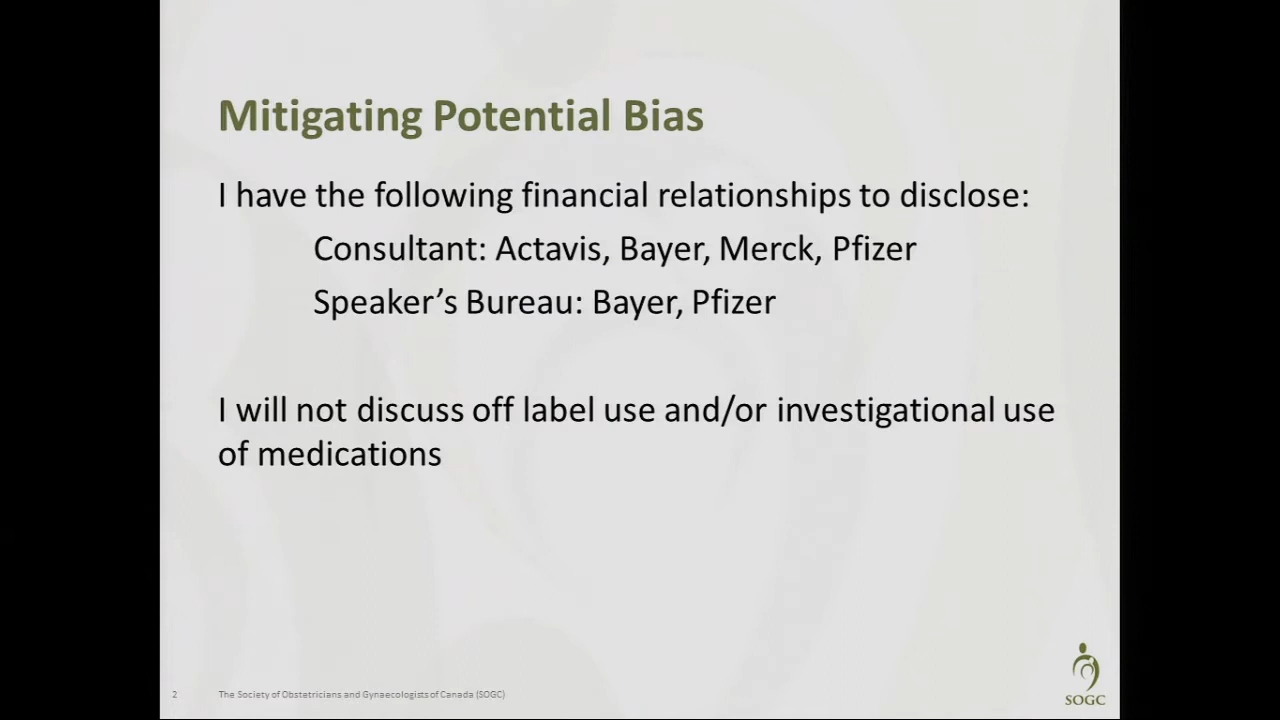 Mitigating Potential Bias
I have the following financial relationships to disclose:
Consultant: Actavis, Bayer, Merck, Pfizer
Speaker’s Bureau: Bayer, Pfizer
I will not discuss off label use and/or investigational use
of medications
2 The Society of Obstetricians and Gynaecologists of Canada (SOGC)
SOGC